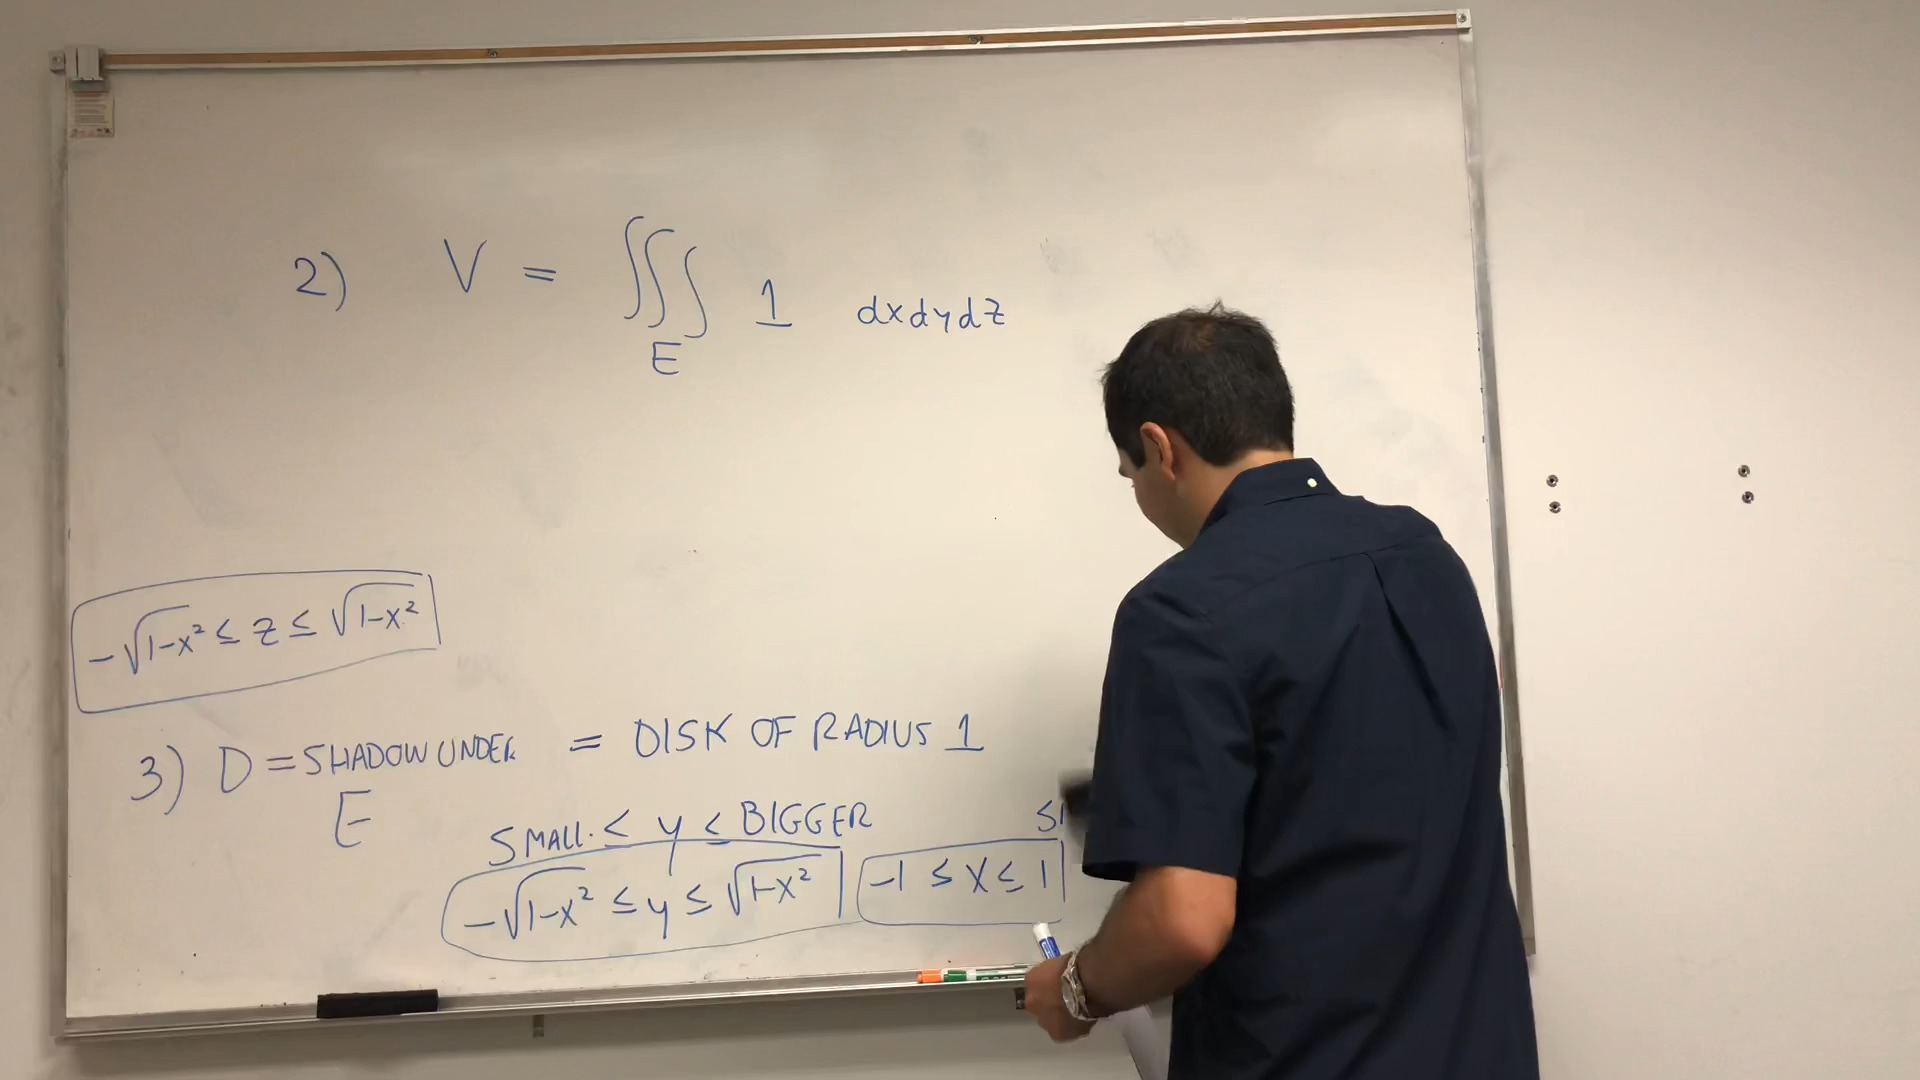 2) V = ∫∫∫ 1 dxdydz
E
-√1-x² ≤ z ≤ √1-x²
3) D = SHADOW UNDER = DISK OF RADIUS 1
E
SMALL. ≤ y ≤ BIGGER
-√1-x² ≤ y ≤ √1-x² -1 ≤ x ≤ 1